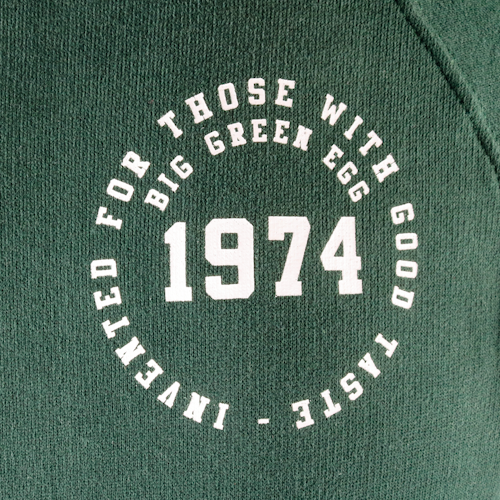 INVENTED FOR THOSE WITH GOOD TASTE -
BIG GREEN EGG
1974